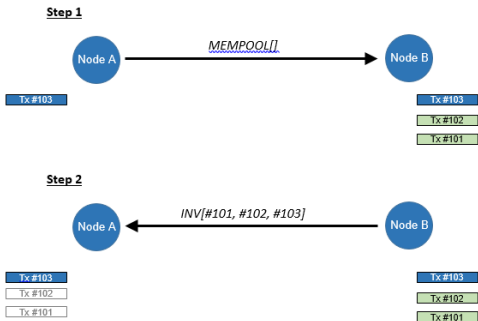 Step 1
MEMPOOL[]
Node A
Node B
Tx #103
Tx #103
Tx #102
Tx #101
Step 2
INV[#101, #102, #103]
Node A
Node B
Tx #103
Tx #103
Tx #102
Tx #102
Tx #101
Tx #101